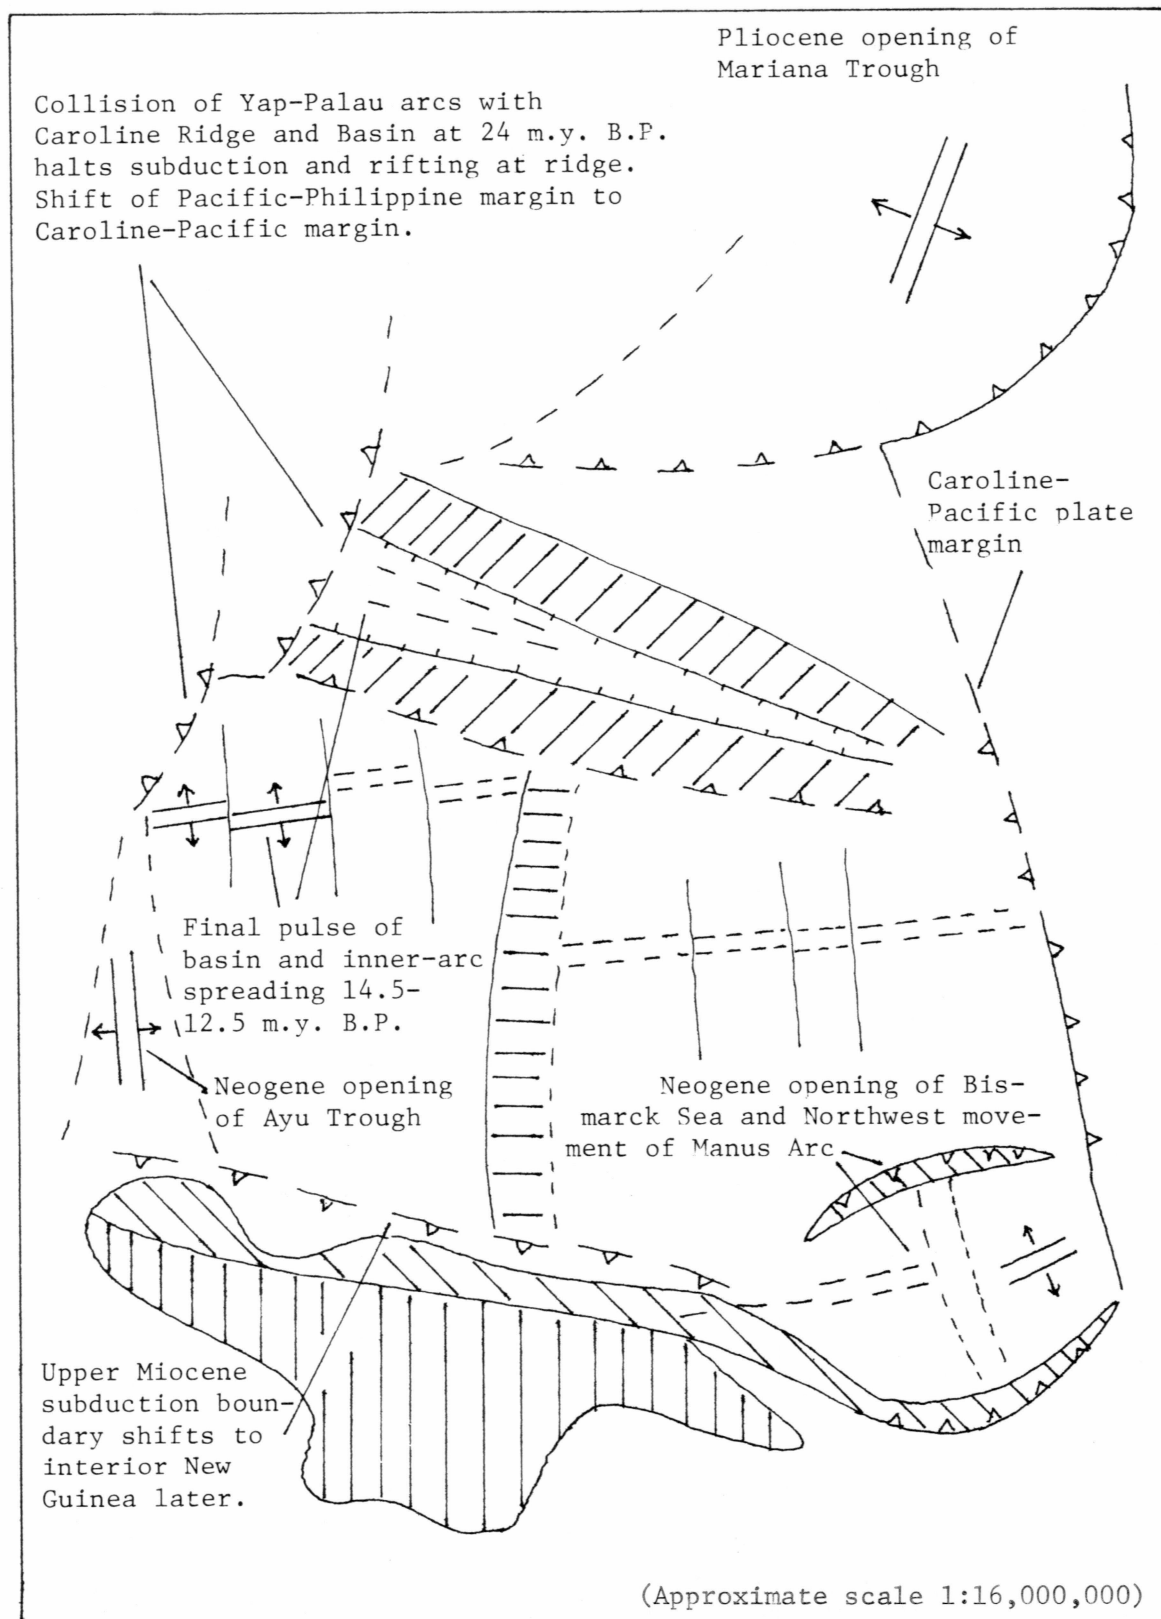 Pliocene opening of
Mariana Trough
Collision of Yap-Palau arcs with
Caroline Ridge and Basin at 24 m.y. B.P.
halts subduction and rifting at ridge.
Shift of Pacific-Philippine margin to
Caroline-Pacific margin.
Caroline-
Pacific plate
margin
Final pulse of
basin and inner-arc
spreading 14.5-
12.5 m.y. B.P.
Neogene opening
of Ayu Trough
Neogene opening of Bis-
marck Sea and Northwest move-
ment of Manus Arc
Upper Miocene
subduction boun-
dary shifts to
interior New
Guinea later.
(Approximate scale 1:16,000,000)